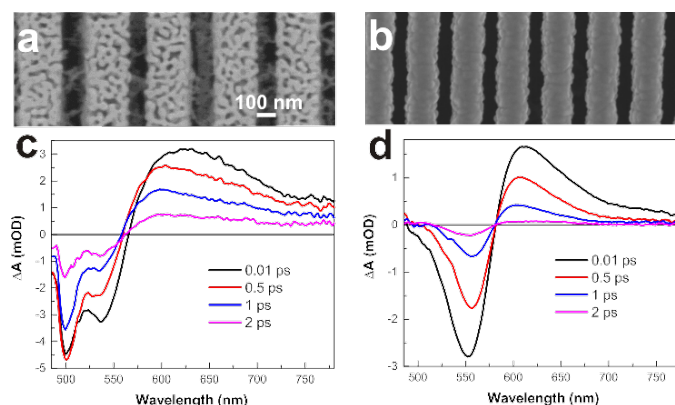 a
100 nm
b
c
3
2
1
0
-1
-2
-3
-4
-5
ΔA (mOD)
0.01 ps
0.5 ps
1 ps
2 ps
500 550 600 650 700 750
Wavelength (nm)
d
2
1
0
-1
-2
-3
ΔA (mOD)
0.01 ps
0.5 ps
1 ps
2 ps
500 550 600 650 700 750
Wavelength (nm)